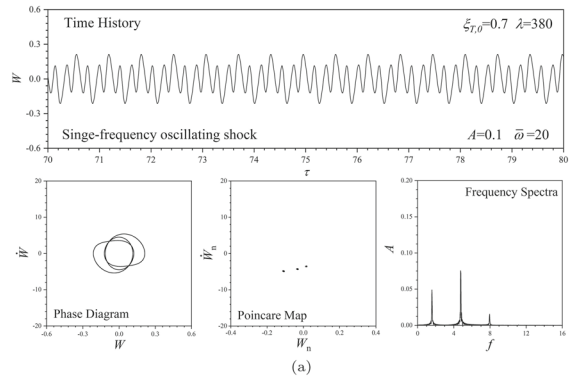 Time History
ξT,0=0.7 λ=380
0.6
0.3
0.0
-0.3
-0.6
W
Singe-frequency oscillating shock
A=0.1 ω̅=20
70 71 72 73 74 75 76 77 78 79 80
τ
20
10
0
-10
-20
Ẇ
Phase Diagram
-0.6 -0.3 0.0 0.3 0.6
W
20
10
0
-10
-20
Ẇn
Poincare Map
-0.4 -0.2 0.0 0.2 0.4
Wn
Frequency Spectra
0.20
0.15
0.10
0.05
0.00
A
0 4 8 12 16
f
(a)